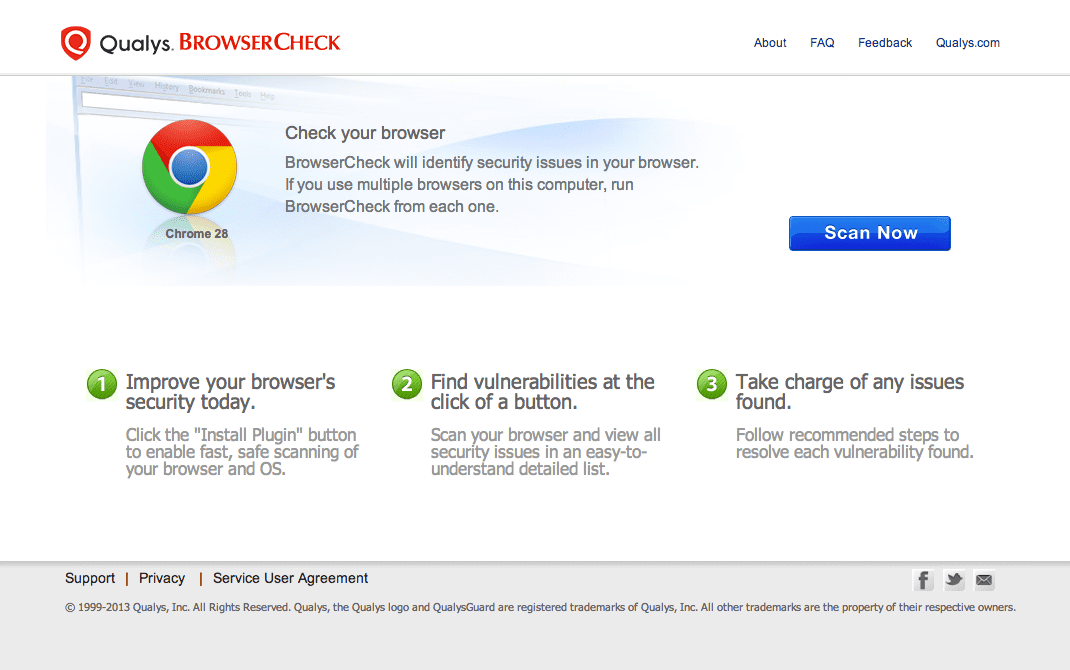 Qualys. BROWSERCHECK
About FAQ Feedback Qualys.com
Edit View History Bookmarks Tools Help
Check your browser
BrowserCheck will identify security issues in your browser.
If you use multiple browsers on this computer, run
BrowserCheck from each one.
Chrome 28
Scan Now
1 Improve your browser's
security today.
Click the "Install Plugin" button
to enable fast, safe scanning of
your browser and OS.
2 Find vulnerabilities at the
click of a button.
Scan your browser and view all
security issues in an easy-to-
understand detailed list.
3 Take charge of any issues
found.
Follow recommended steps to
resolve each vulnerability found.
Support | Privacy | Service User Agreement
© 1999-2013 Qualys, Inc. All Rights Reserved. Qualys, the Qualys logo and QualysGuard are registered trademarks of Qualys, Inc. All other trademarks are the property of their respective owners.